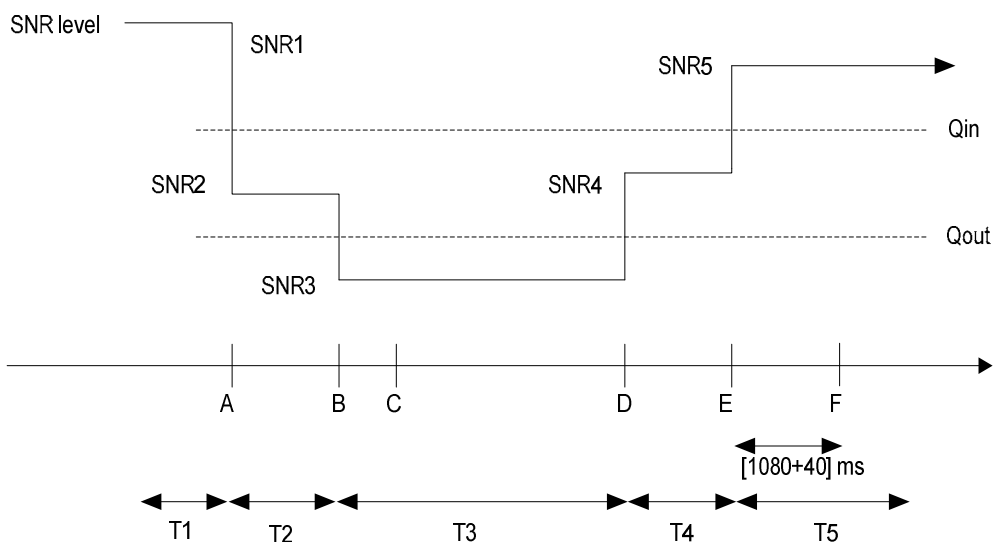 SNR level
SNR1
SNR5
Qin
SNR2
SNR4
Qout
SNR3
A B C D E F
[1080+40] ms
T1 T2 T3 T4 T5